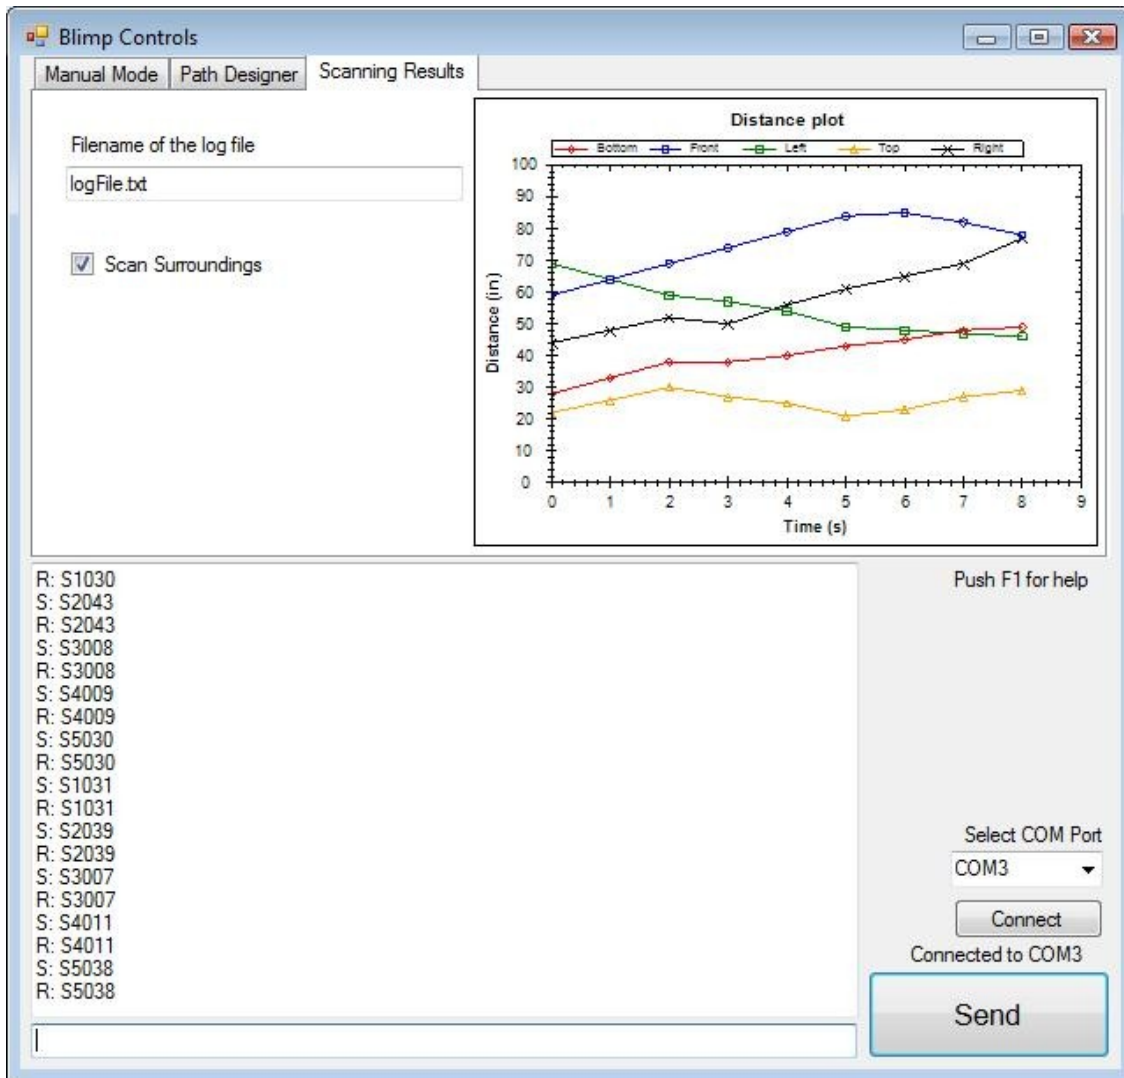 Blimp Controls
Manual Mode Path Designer Scanning Results
Filename of the log file
logFile.txt
Scan Surroundings
Distance plot
Bottom Front Left Top Right
100
90
80
70
60
50
40
30
20
10
0
Distance (in)
0 1 2 3 4 5 6 7 8 9
Time (s)
R: S1030
S: S2043
R: S2043
S: S3008
R: S3008
S: S4009
R: S4009
S: S5030
R: S5030
S: S1031
R: S1031
S: S2039
R: S2039
S: S3007
R: S3007
S: S4011
R: S4011
S: S5038
R: S5038
Push F1 for help
Select COM Port
COM3
Connect
Connected to COM3
Send